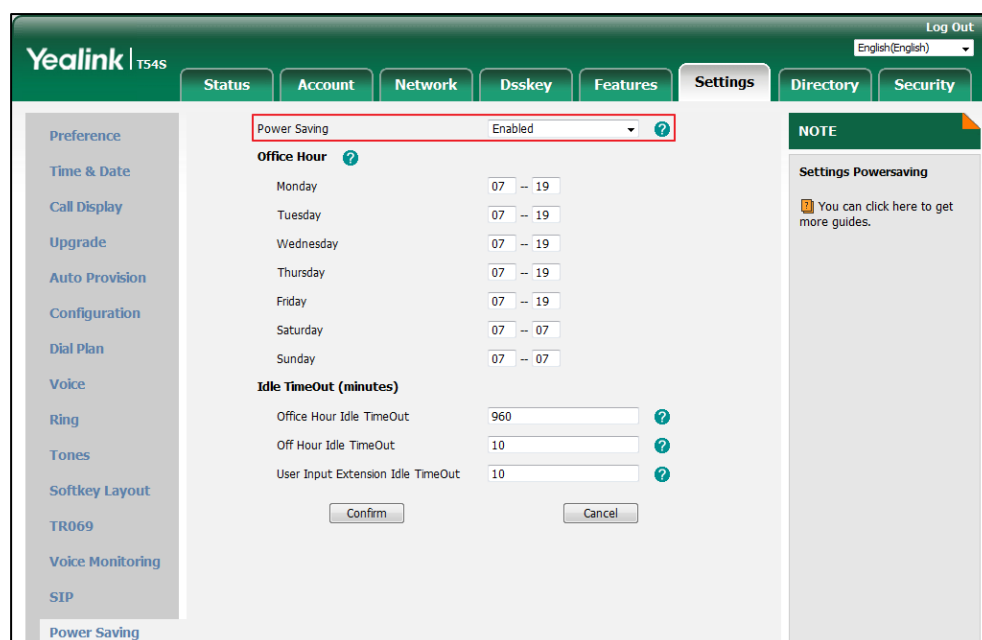 Log Out
Yealink | T54S
English(English)
Status Account Network Dsskey Features Settings Directory Security
Preference
Time & Date
Call Display
Upgrade
Auto Provision
Configuration
Dial Plan
Voice
Ring
Tones
Softkey Layout
TR069
Voice Monitoring
SIP
Power Saving
Power Saving Enabled ?
Office Hour ?
Monday 07 -- 19
Tuesday 07 -- 19
Wednesday 07 -- 19
Thursday 07 -- 19
Friday 07 -- 19
Saturday 07 -- 07
Sunday 07 -- 07
Idle TimeOut (minutes)
Office Hour Idle TimeOut 960 ?
Off Hour Idle TimeOut 10 ?
User Input Extension Idle TimeOut 10 ?
Confirm Cancel
NOTE
Settings Powersaving
? You can click here to get
more guides.